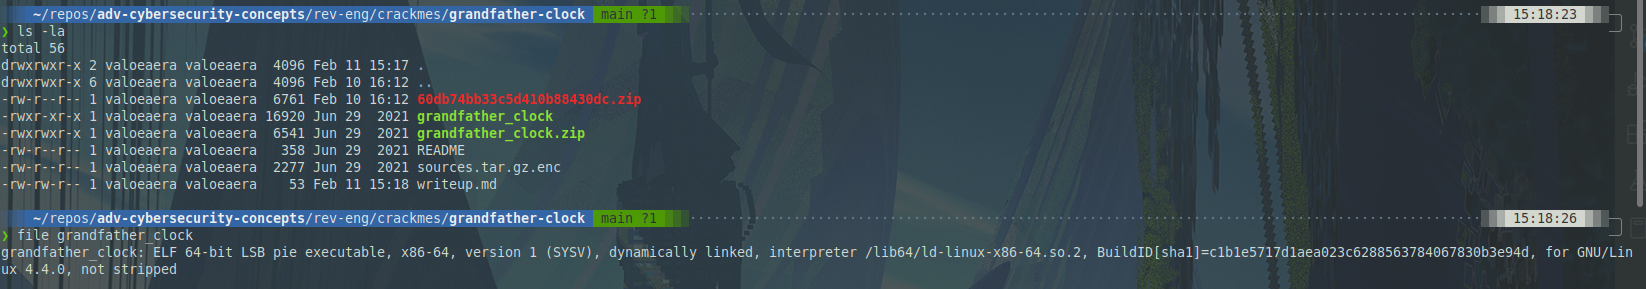 ~/repos/adv-cybersecurity-concepts/rev-eng/crackmes/grandfather-clock main ?1 15:18:23
❯ ls -la
total 56
drwxrwxr-x 2 valoeaera valoeaera  4096 Feb 11 15:17 .
drwxrwxr-x 6 valoeaera valoeaera  4096 Feb 10 16:12 ..
-rw-r--r-- 1 valoeaera valoeaera  6761 Feb 10 16:12 60db74bb33c5d410b88430dc.zip
-rwxr-xr-x 1 valoeaera valoeaera 16920 Jun 29  2021 grandfather_clock
-rwxrwxr-x 1 valoeaera valoeaera  6541 Jun 29  2021 grandfather_clock.zip
-rw-r--r-- 1 valoeaera valoeaera   358 Jun 29  2021 README
-rw-r--r-- 1 valoeaera valoeaera  2277 Jun 29  2021 sources.tar.gz.enc
-rw-rw-r-- 1 valoeaera valoeaera    53 Feb 11 15:18 writeup.md
~/repos/adv-cybersecurity-concepts/rev-eng/crackmes/grandfather-clock main ?1 15:18:26
❯ file grandfather_clock
grandfather_clock: ELF 64-bit LSB pie executable, x86-64, version 1 (SYSV), dynamically linked, interpreter /lib64/ld-linux-x86-64.so.2, BuildID[sha1]=c1b1e5717d1aea023c6288563784067830b3e94d, for GNU/Lin
ux 4.4.0, not stripped